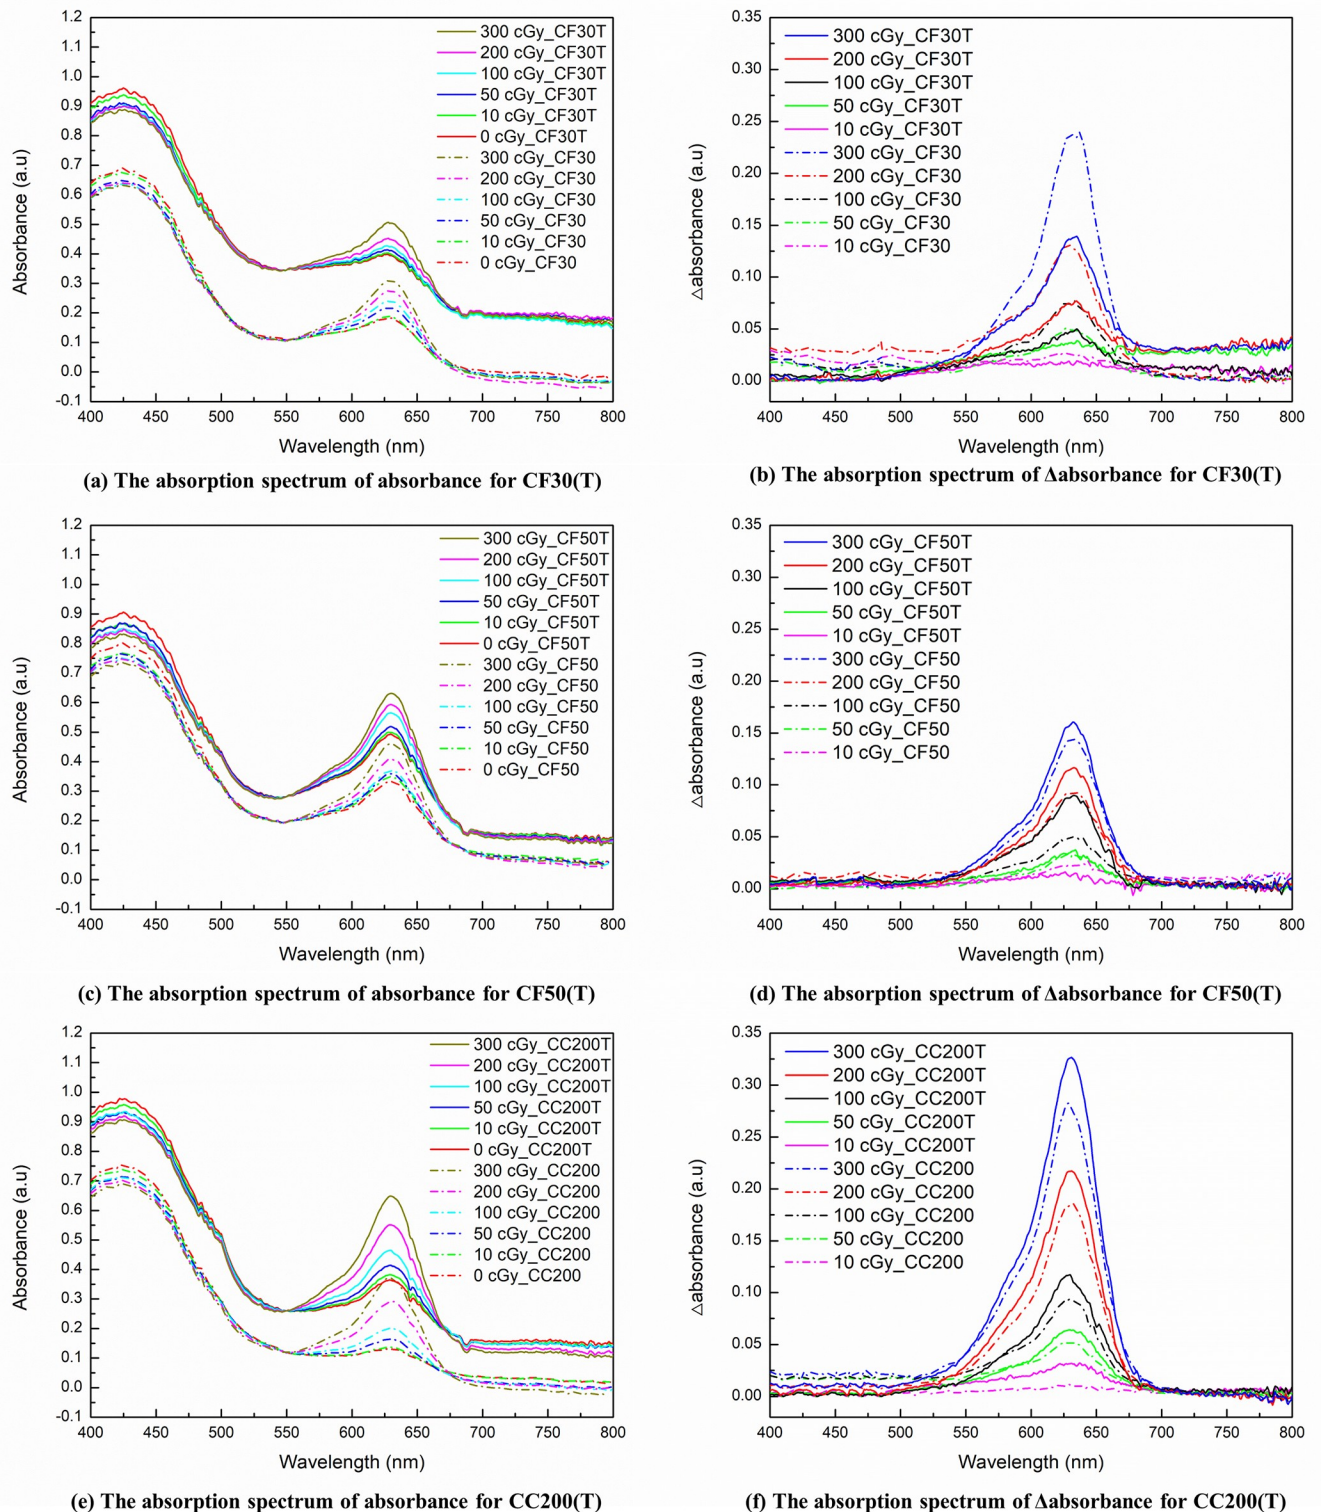 1.2
1.1
1.0
0.9
0.8
0.7
0.6
0.5
0.4
0.3
0.2
0.1
0.0
-0.1
Absorbance (a.u)
300 cGy_CF30T
200 cGy_CF30T
100 cGy_CF30T
50 cGy_CF30T
10 cGy_CF30T
0 cGy_CF30T
300 cGy_CF30
200 cGy_CF30
100 cGy_CF30
50 cGy_CF30
10 cGy_CF30
0 cGy_CF30
400 450 500 550 600 650 700 750 800
Wavelength (nm)
(a) The absorption spectrum of absorbance for CF30(T)
0.35
0.30
0.25
0.20
0.15
0.10
0.05
0.00
△absorbance (a.u)
300 cGy_CF30T
200 cGy_CF30T
100 cGy_CF30T
50 cGy_CF30T
10 cGy_CF30T
300 cGy_CF30
200 cGy_CF30
100 cGy_CF30
50 cGy_CF30
10 cGy_CF30
400 450 500 550 600 650 700 750 800
Wavelength (nm)
(b) The absorption spectrum of Δabsorbance for CF30(T)
1.2
1.1
1.0
0.9
0.8
0.7
0.6
0.5
0.4
0.3
0.2
0.1
0.0
-0.1
Absorbance (a.u)
300 cGy_CF50T
200 cGy_CF50T
100 cGy_CF50T
50 cGy_CF50T
10 cGy_CF50T
0 cGy_CF50T
300 cGy_CF50
200 cGy_CF50
100 cGy_CF50
50 cGy_CF50
10 cGy_CF50
0 cGy_CF50
400 450 500 550 600 650 700 750 800
Wavelength (nm)
(c) The absorption spectrum of absorbance for CF50(T)
0.35
0.30
0.25
0.20
0.15
0.10
0.05
0.00
△absorbance (a.u)
300 cGy_CF50T
200 cGy_CF50T
100 cGy_CF50T
50 cGy_CF50T
10 cGy_CF50T
300 cGy_CF50
200 cGy_CF50
100 cGy_CF50
50 cGy_CF50
10 cGy_CF50
400 450 500 550 600 650 700 750 800
Wavelength (nm)
(d) The absorption spectrum of Δabsorbance for CF50(T)
1.2
1.1
1.0
0.9
0.8
0.7
0.6
0.5
0.4
0.3
0.2
0.1
0.0
-0.1
Absorbance (a.u)
300 cGy_CC200T
200 cGy_CC200T
100 cGy_CC200T
50 cGy_CC200T
10 cGy_CC200T
0 cGy_CC200T
300 cGy_CC200
200 cGy_CC200
100 cGy_CC200
50 cGy_CC200
10 cGy_CC200
0 cGy_CC200
400 450 500 550 600 650 700 750 800
Wavelength (nm)
(e) The absorption spectrum of absorbance for CC200(T)
0.35
0.30
0.25
0.20
0.15
0.10
0.05
0.00
△absorbance (a.u)
300 cGy_CC200T
200 cGy_CC200T
100 cGy_CC200T
50 cGy_CC200T
10 cGy_CC200T
300 cGy_CC200
200 cGy_CC200
100 cGy_CC200
50 cGy_CC200
10 cGy_CC200
400 450 500 550 600 650 700 750 800
Wavelength (nm)
(f) The absorption spectrum of Δabsorbance for CC200(T)